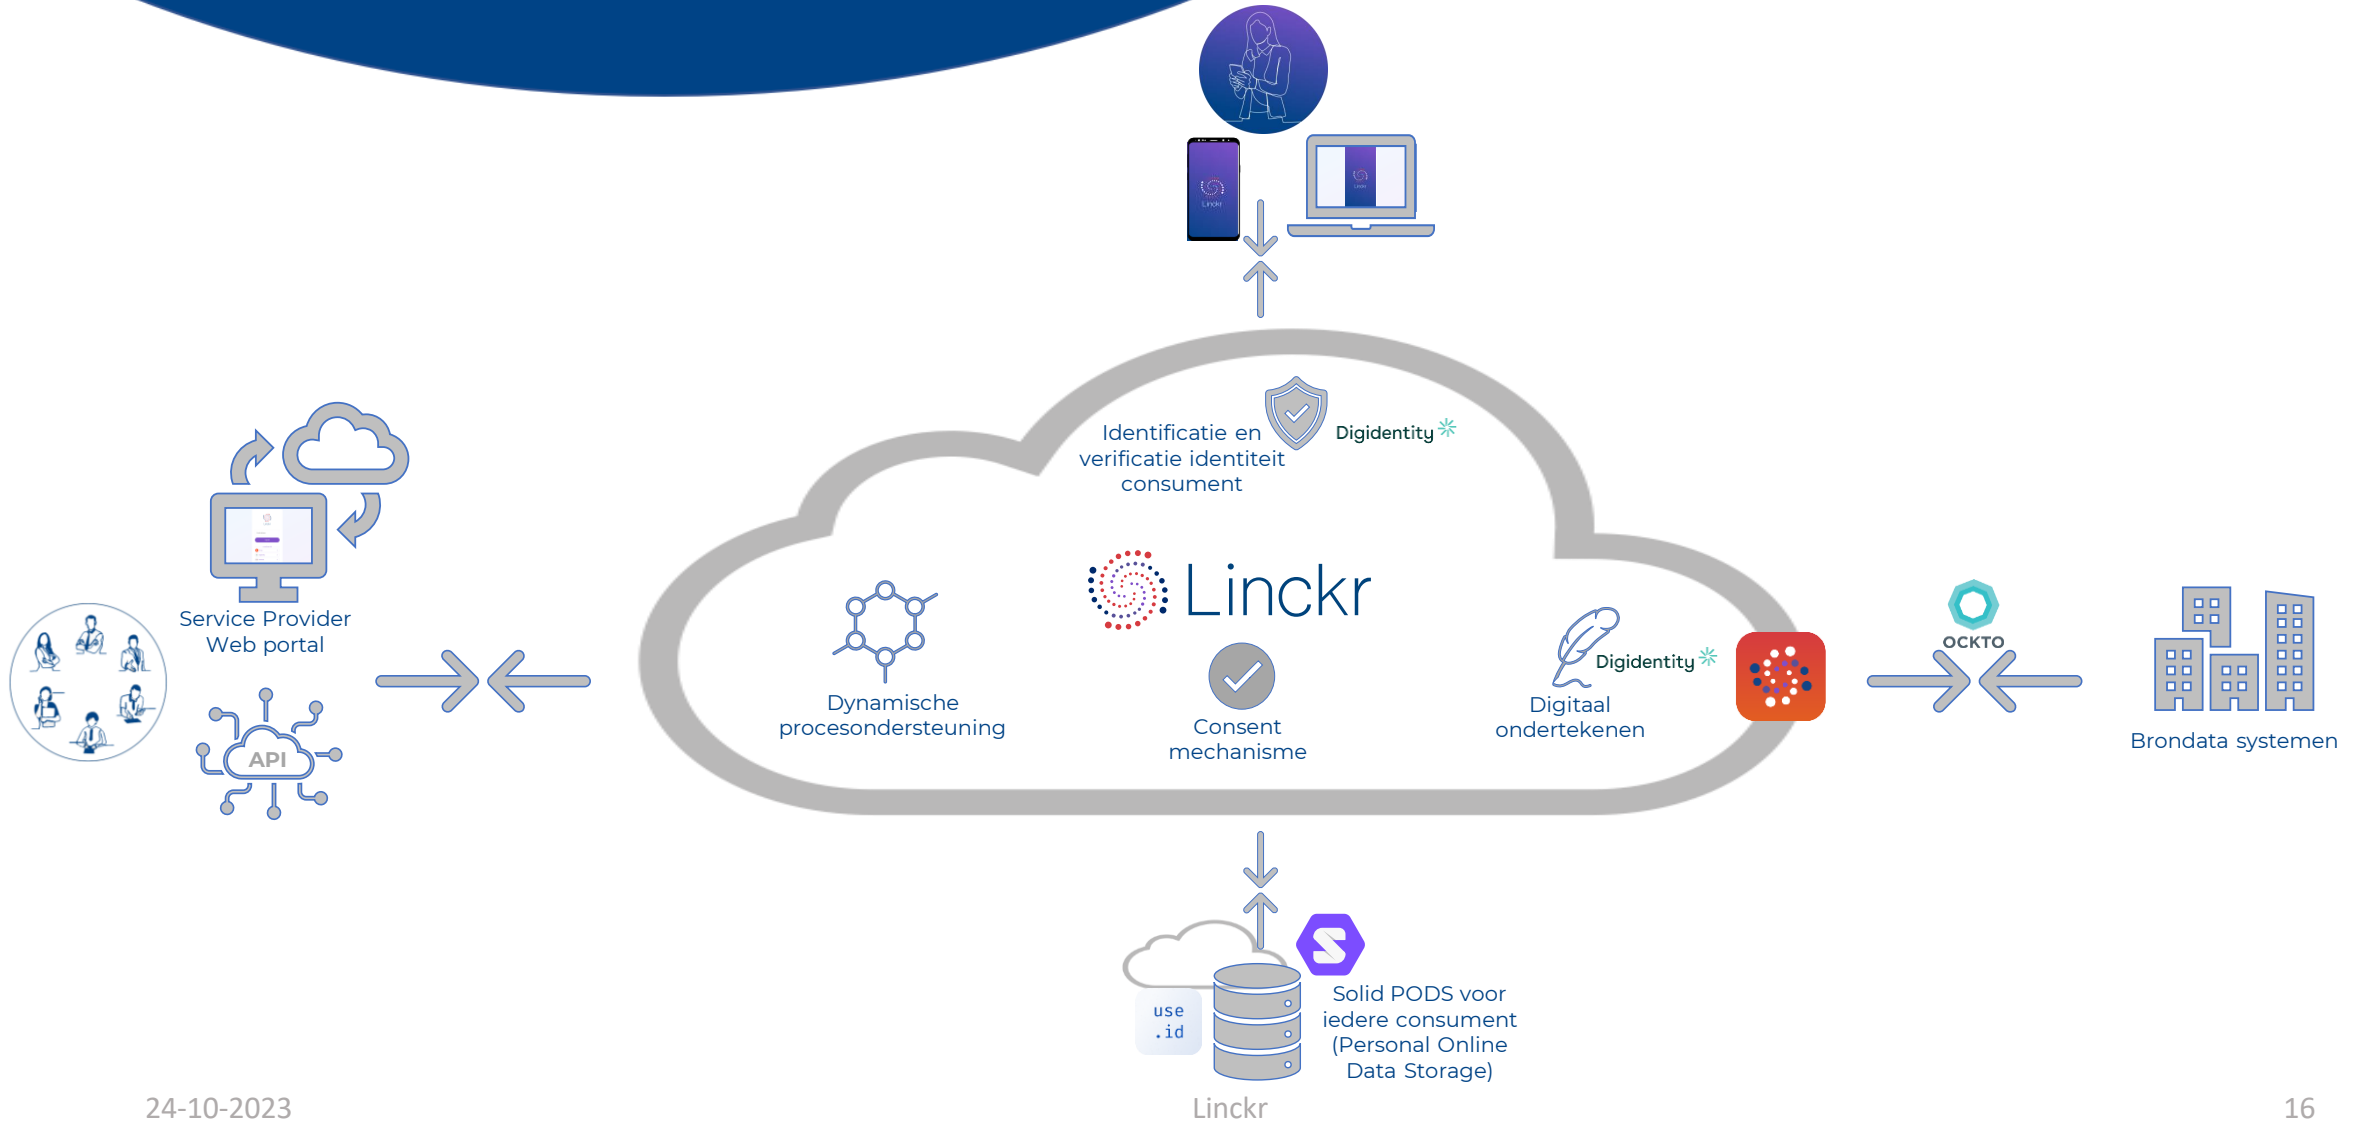 Linckr
Linckr
Identificatie en
verificatie identiteit
consument
Digidentity
Service Provider
Web portal
API
Linckr
Dynamische
procesondersteuning
Consent
mechanisme
Digidentity
Digitaal
ondertekenen
OCKTO
Brondata systemen
use
.id
Solid PODS voor
iedere consument
(Personal Online
Data Storage)
24-10-2023
Linckr
16